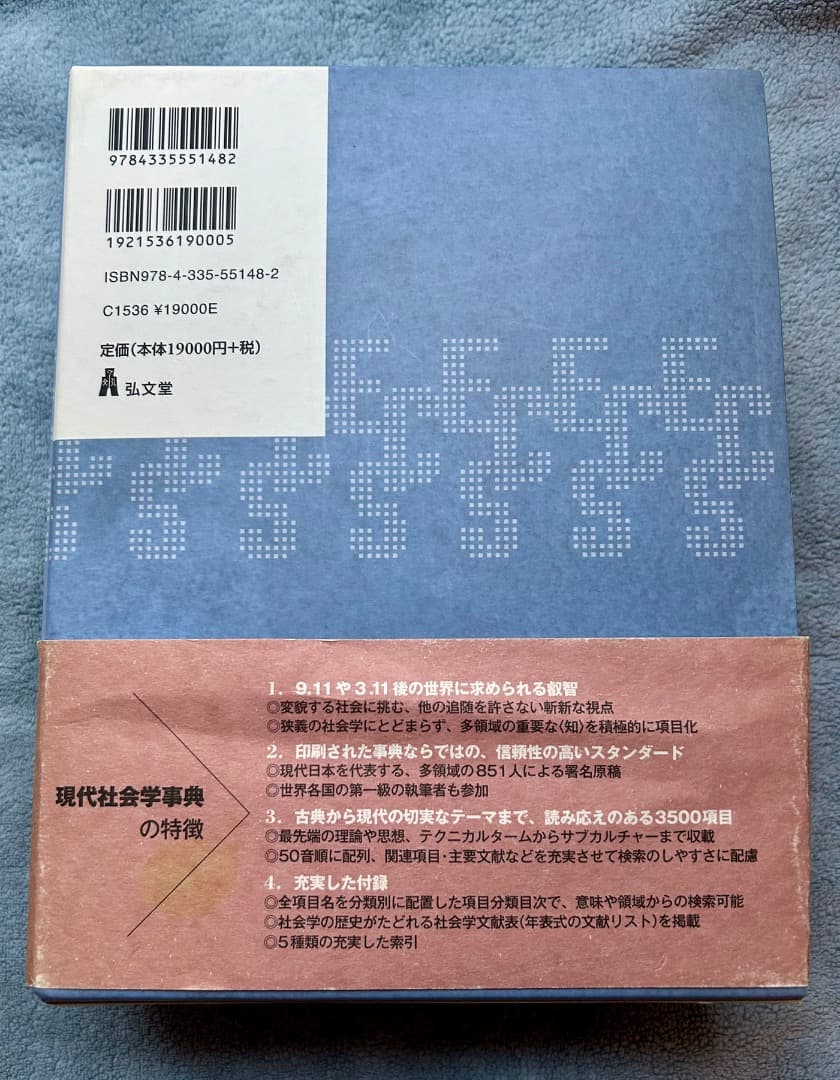 9784335551482
1921536190005
ISBN978-4-335-55148-2
C1536 ¥19000E
定価(本体19000円+税)
弘文堂
現代社会学事典
の特徴
1. 9.11や3.11後の世界に求められる叡智
◎変貌する社会に挑む、他の追随を許さない斬新な視点
◎狭義の社会学にとどまらず、多領域の重要な〈知〉を積極的に項目化
2. 印刷された事典ならではの、信頼性の高いスタンダード
◎現代日本を代表する、多領域の851人による署名原稿
◎世界各国の第一級の執筆者も参加
3. 古典から現代の切実なテーマまで、読み応えのある3500項目
◎最先端の理論や思想、テクニカルタームからサブカルチャーまで収載
◎50音順に配列、関連項目・主要文献などを充実させて検索のしやすさに配慮
4. 充実した付録
◎全項目名を分類別に配置した項目分類目次で、意味や領域からの検索可能
◎社会学の歴史がたどれる社会学文献表(年表式の文献リスト)を掲載
◎5種類の充実した索引